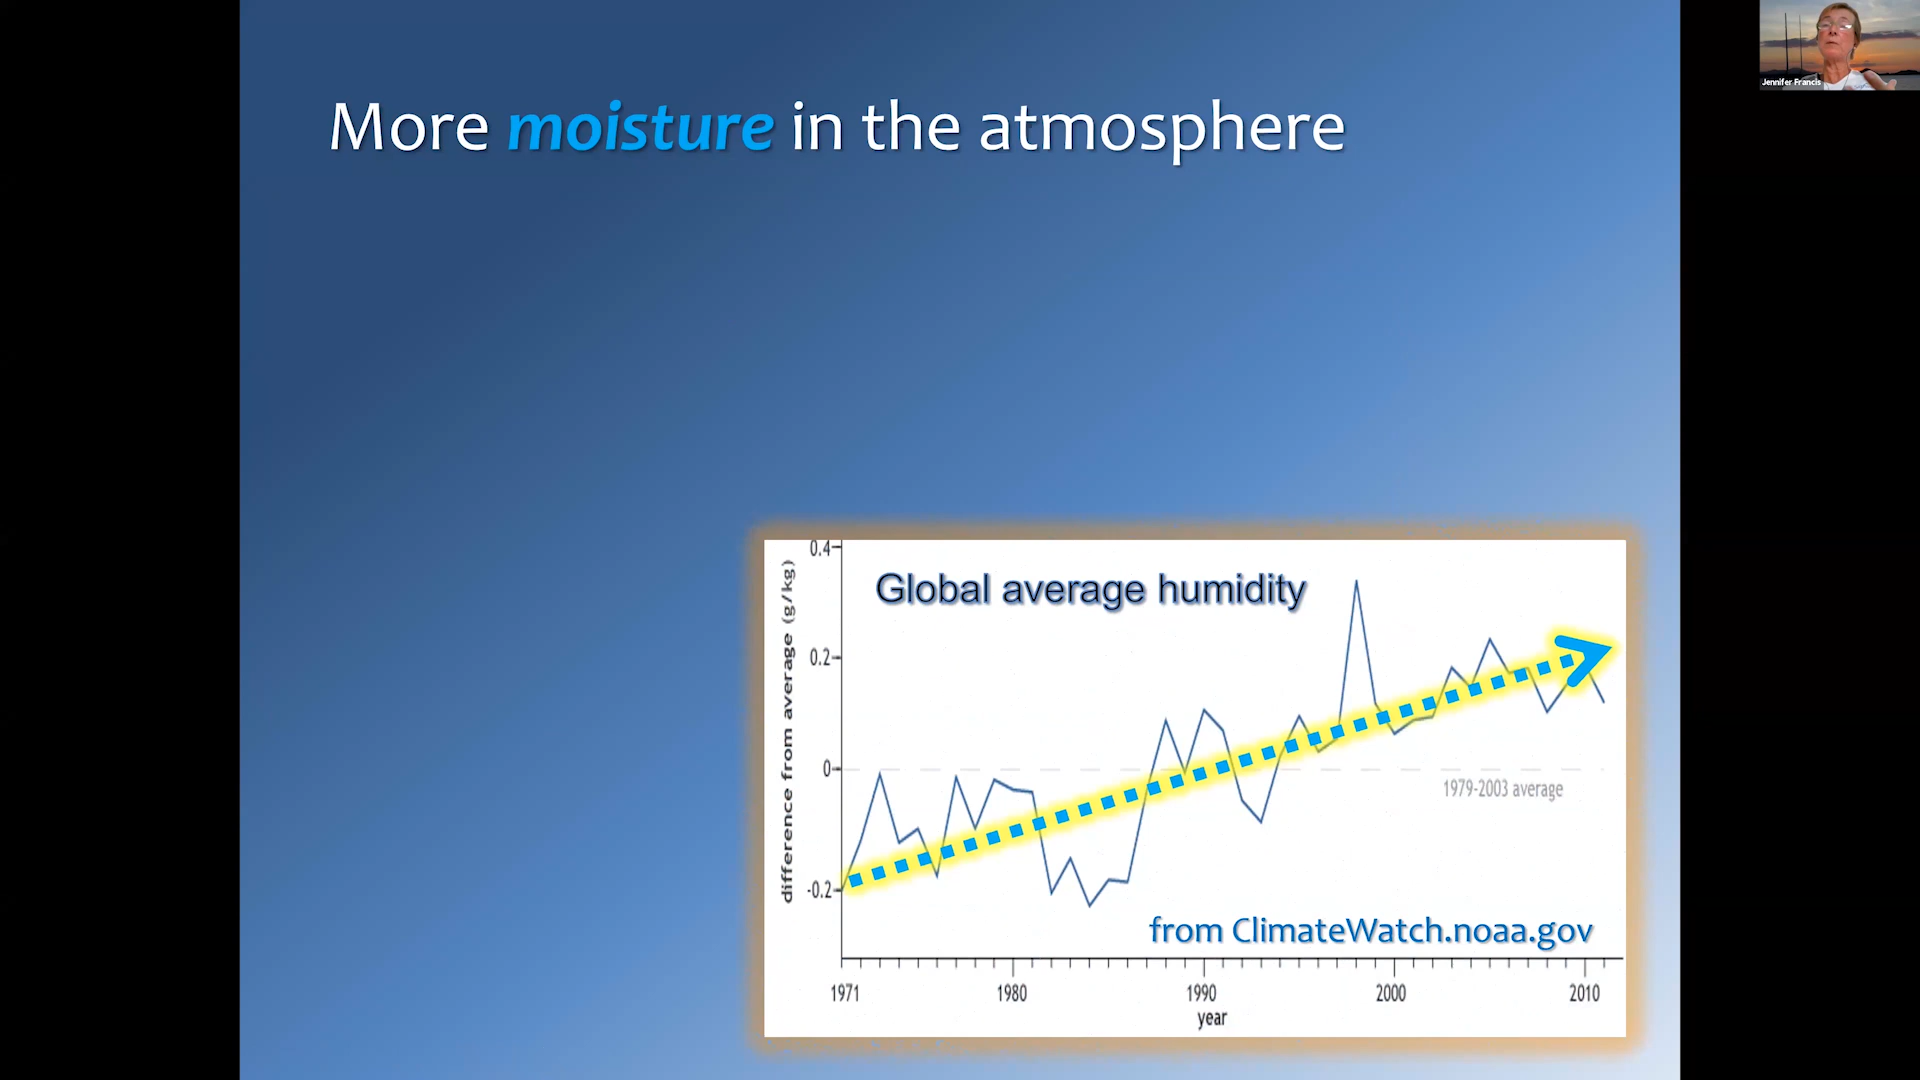 More moisture in the atmosphere
Jennifer Francis
Global average humidity
difference from average (g/kg)
0.4
0.2
0
-0.2
1979-2003 average
from ClimateWatch.noaa.gov
1971 1980 1990 2000 2010
year